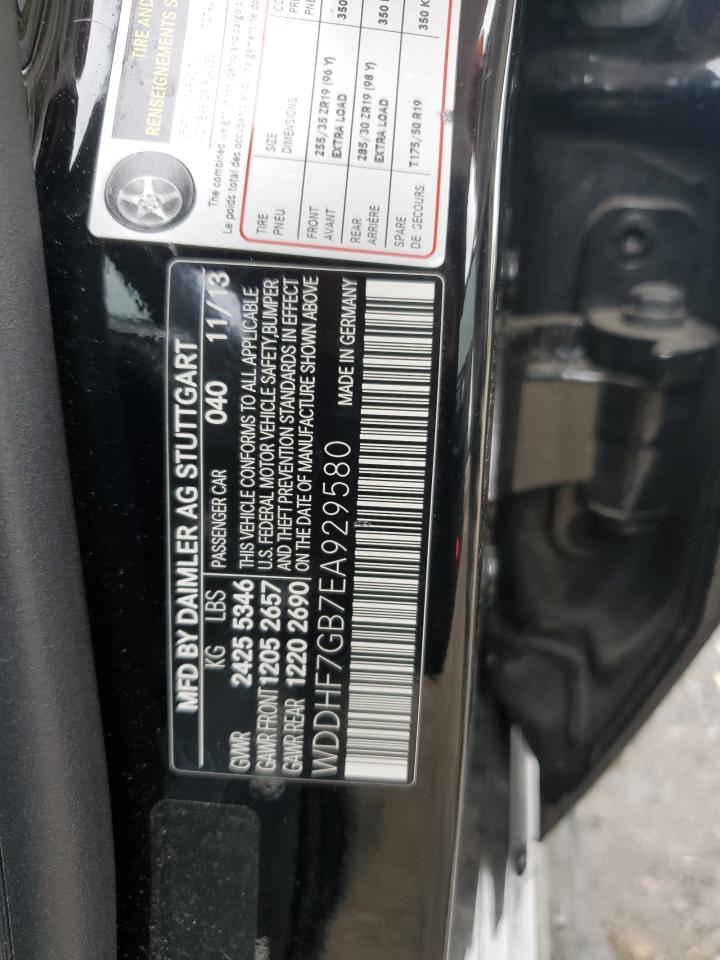 TIRE AND
RENSEIGNEMENTS S
The combined
Le poids total des
TIRE SIZE
PNEU DIMENSIONS
FRONT 255/35 ZR19 (96 Y) 350
AVANT EXTRA LOAD
REAR 285/30 ZR19 (98 Y) 350
ARRIÈRE EXTRA LOAD
SPARE T175/50 R19 350 K
DE SECOURS
MFD BY DAIMLER AG STUTTGART
KG LBS PASSENGER CAR 040 11/13
GVWR 2425 5346 THIS VEHICLE CONFORMS TO ALL APPLICABLE
GAWR FRONT 1205 2657 U.S. FEDERAL MOTOR VEHICLE SAFETY, BUMPER
GAWR REAR 1220 2690 AND THEFT PREVENTION STANDARDS IN EFFECT
ON THE DATE OF MANUFACTURE SHOWN ABOVE
WDDHF7GB7EA929580 MADE IN GERMANY